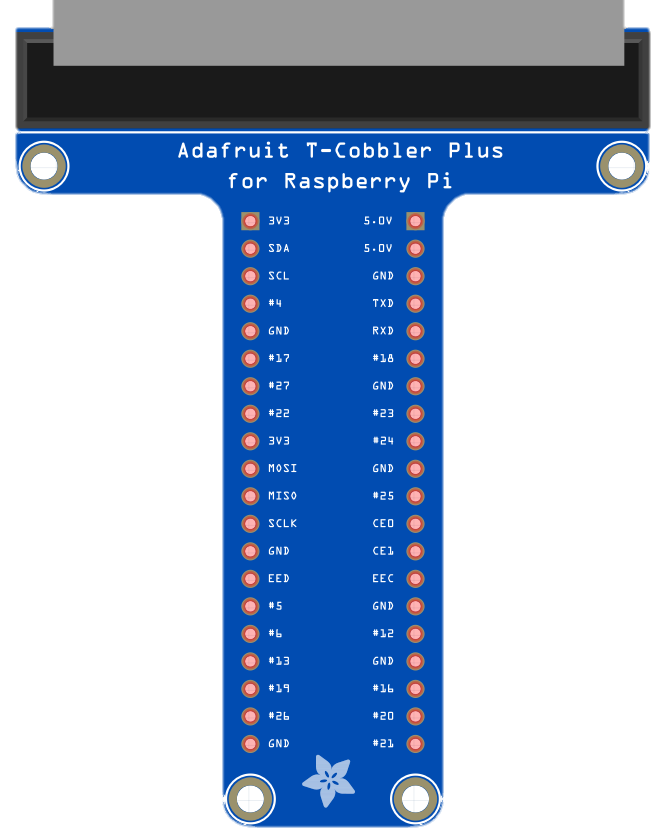 Adafruit T-Cobbler Plus
for Raspberry Pi
3V3 5.0V
SDA 5.0V
SCL GND
#4 TXD
GND RXD
#17 #18
#27 GND
#22 #23
3V3 #24
MOSI GND
MISO #25
SCLK CE0
GND CE1
EED EEC
#5 GND
#6 #12
#13 GND
#19 #16
#26 #20
GND #21